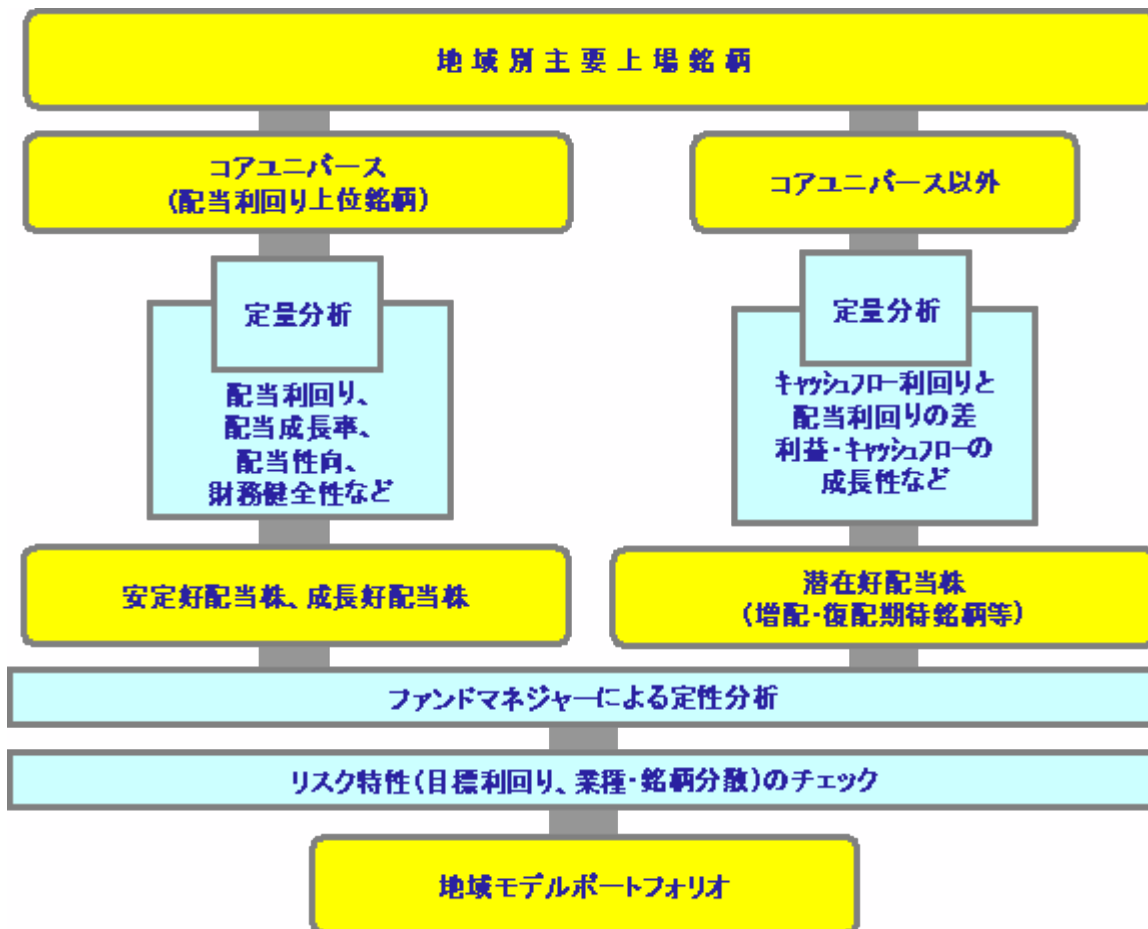 地域別主要上場銘柄
コアユニバース
(配当利回り上位銘柄)
コアユニバース以外
定量分析
配当利回り、
配当成長率、
配当性向、
財務健全性など
定量分析
ｷｬｯｼｭﾌﾛｰ利回りと
配当利回りの差
利益・ｷｬｯｼｭﾌﾛｰの
成長性など
安定好配当株、成長好配当株
潜在好配当株
(増配・復配期待銘柄等)
ファンドマネジャーによる定性分析
リスク特性(目標利回り、業種・銘柄分散)のチェック
地域モデルポートフォリオ